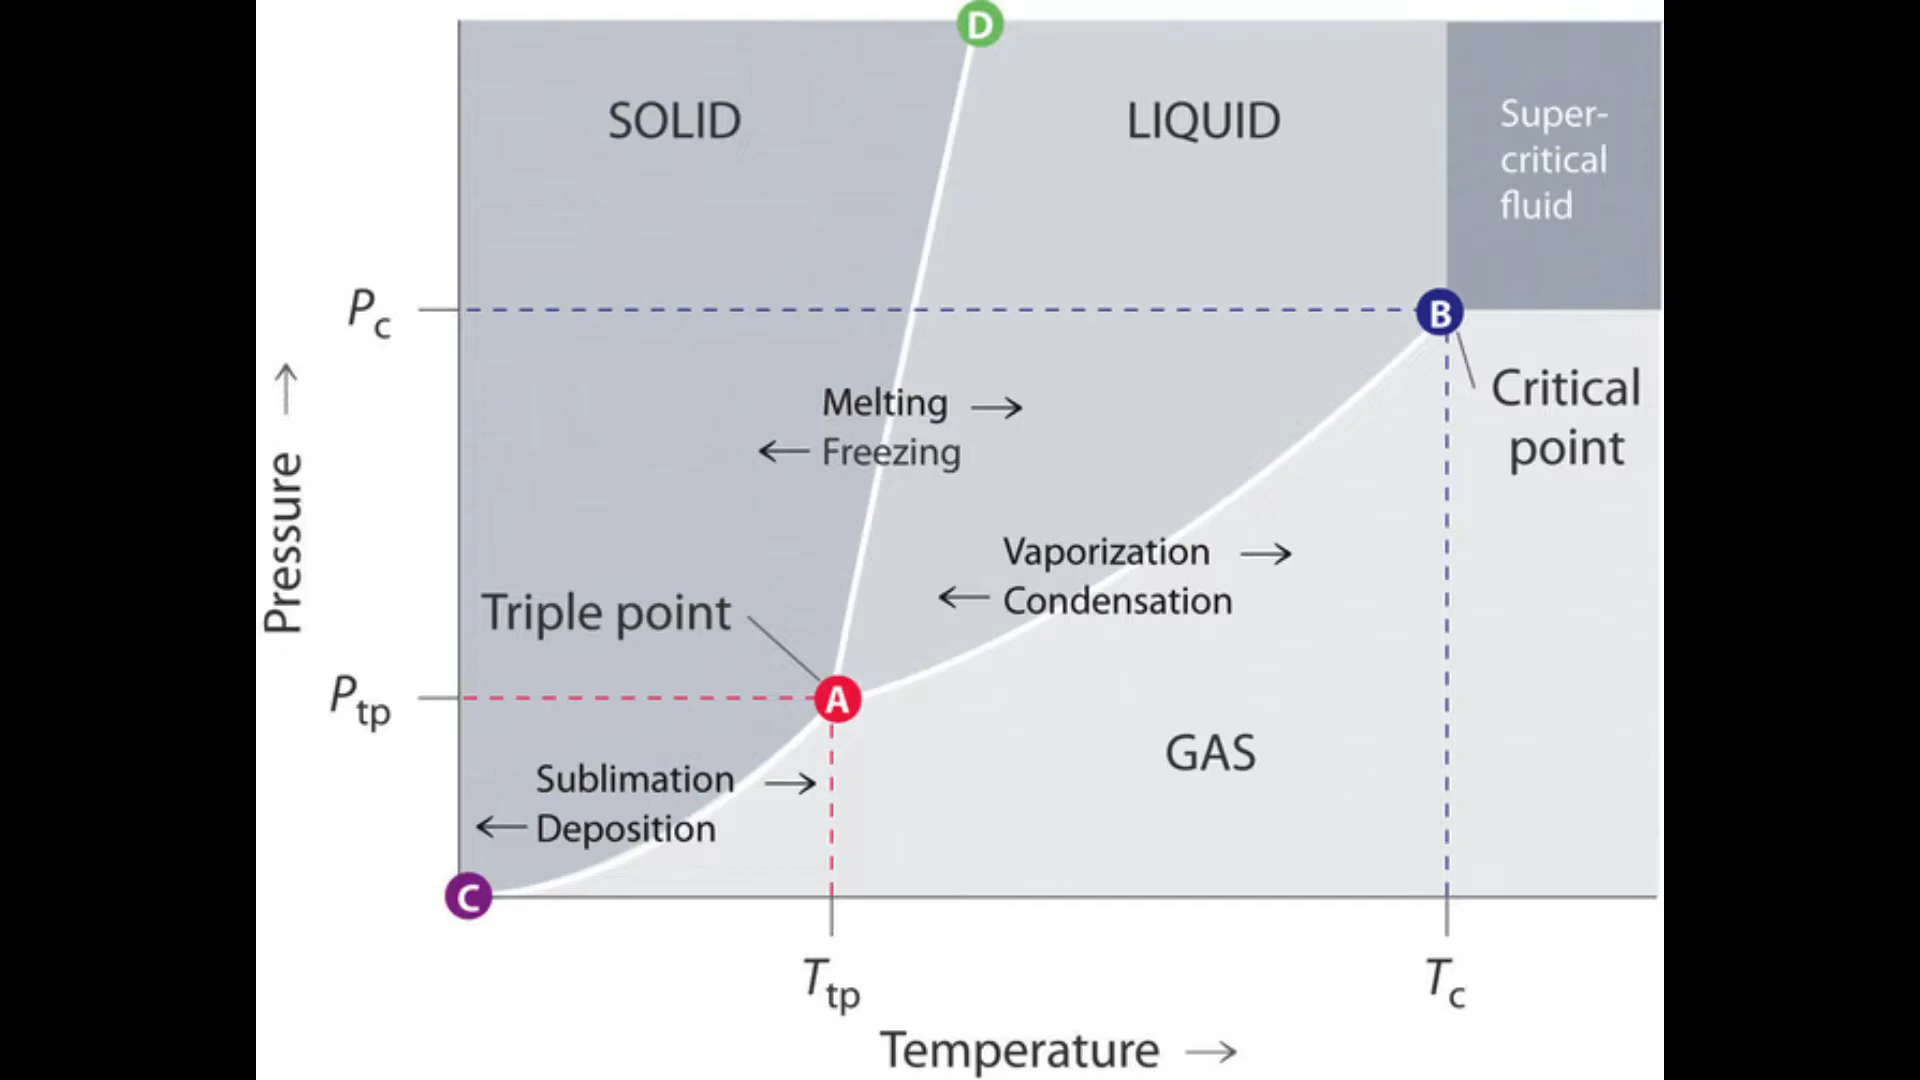 D
SOLID
LIQUID
Super-
critical
fluid
Pc
B
Critical
point
Melting →
← Freezing
Pressure →
Vaporization →
← Condensation
Triple point
Ptp
A
GAS
Sublimation →
← Deposition
C
Ttp
Tc
Temperature →